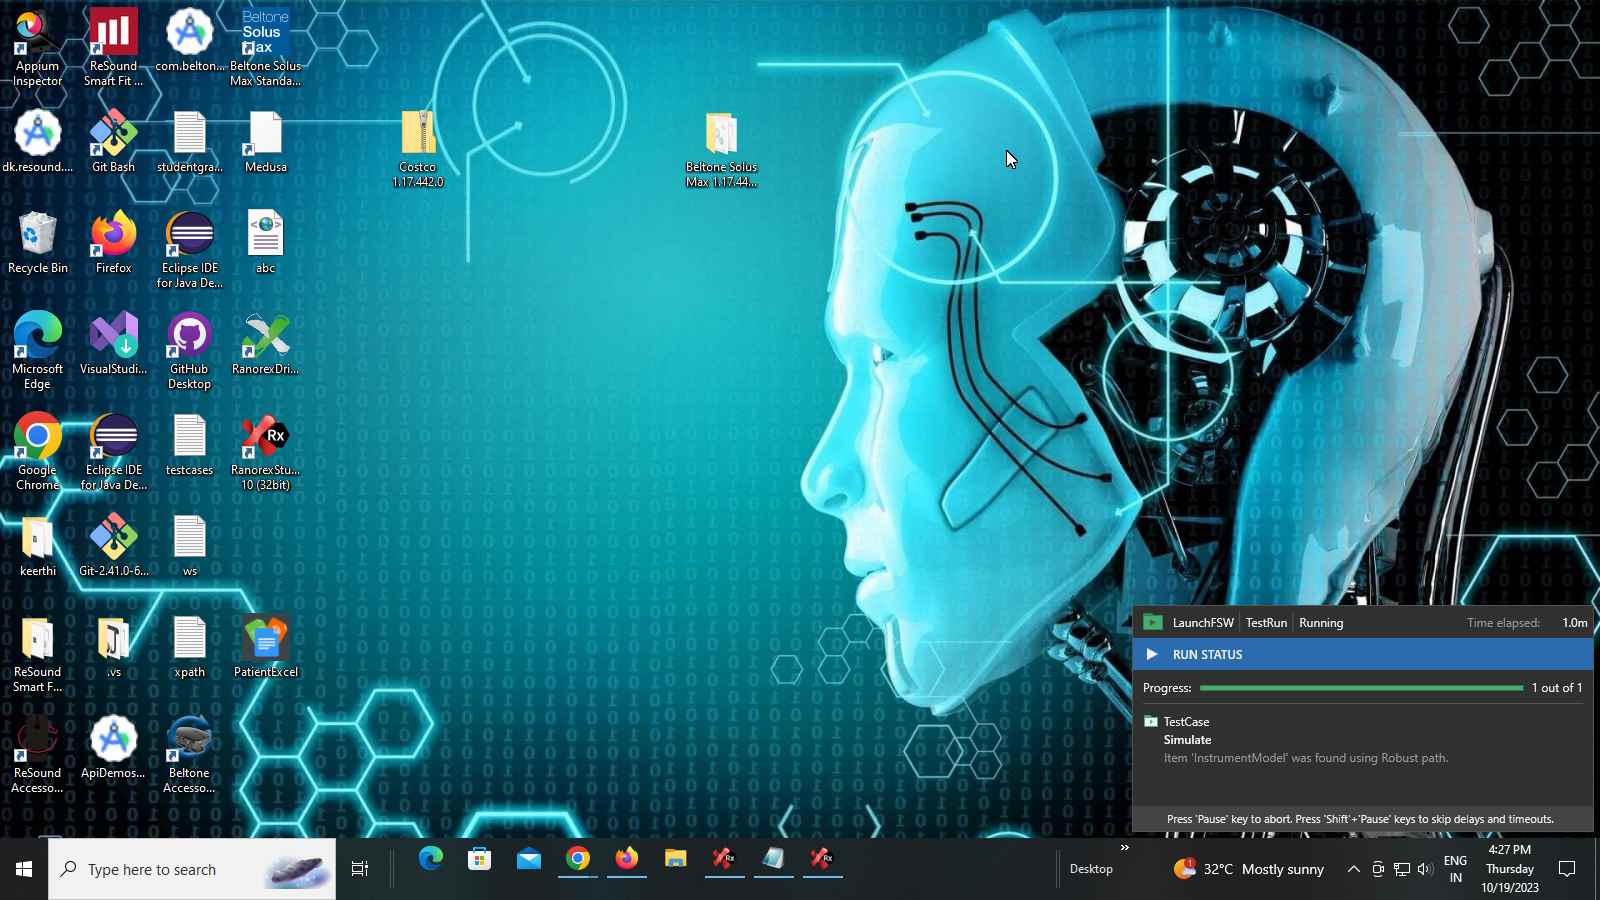 Appium
Inspector
ReSound
Smart Fit ...
com.belton...
Beltone
Solus
Max
Beltone Solus
Max Standa...
dk.resound....
Git Bash
studentgra...
Medusa
Costco
1.17.442.0
Beltone Solus
Max 1.17.44...
Recycle Bin
Firefox
Eclipse IDE
for Java De...
abc
Microsoft
Edge
VisualStudi...
GitHub
Desktop
RanorexDri...
Google
Chrome
Eclipse IDE
for Java De...
testcases
Rx
RanorexStu...
10 (32bit)
keerthi
Git-2.41.0-6...
ws
ReSound
Smart F...
.vs
xpath
PatientExcel
ReSound
Accesso...
ApiDemos...
Beltone
Accesso...
LaunchFSW TestRun Running Time elapsed: 1.0m
RUN STATUS
Progress: 1 out of 1
TestCase
Simulate
Item 'InstrumentModel' was found using Robust path.
Press 'Pause' key to abort. Press 'Shift'+'Pause' keys to skip delays and timeouts.
Type here to search
Rx
Rx
Desktop
»
1
32°C Mostly sunny
ENG
IN
4:27 PM
Thursday
10/19/2023